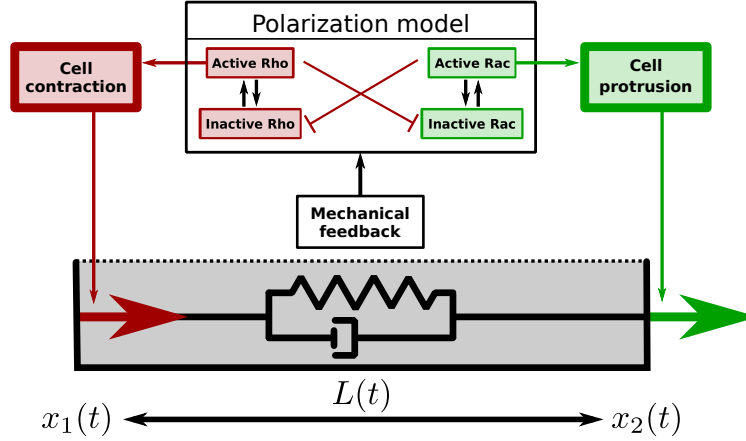 Polarization model
Cell
contraction
Active Rho
Active Rac
Cell
protrusion
Inactive Rho
Inactive Rac
Mechanical
feedback
L(t)
x₁(t)
x₂(t)